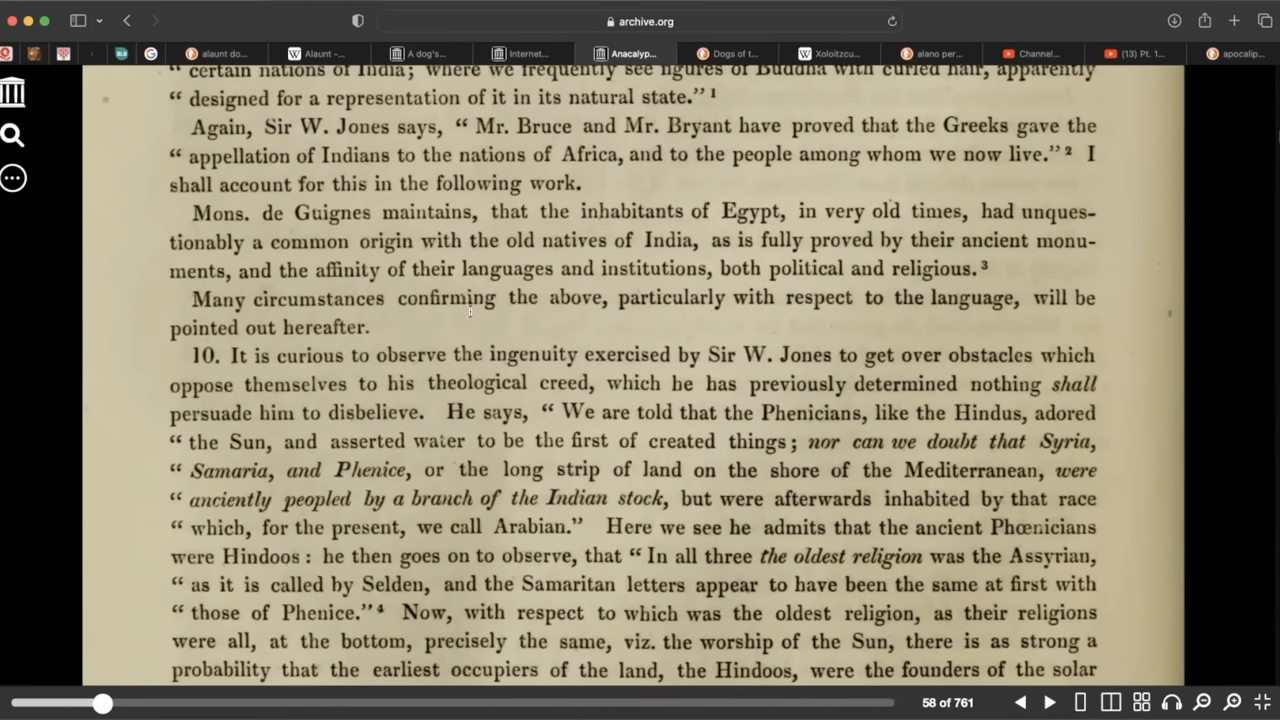 archive.org
alaunt do...
W Alaunt -...
A dog's...
Internet...
Anacalyp...
Dogs of t...
W Xoloitzcu...
alano per...
Channel...
(13) Pt. 1...
apocalip...
BLB
G
“ certain nations of India; where we frequently see figures of Buddha with curled hair, apparently
“ designed for a representation of it in its natural state.” ¹
Again, Sir W. Jones says, “ Mr. Bruce and Mr. Bryant have proved that the Greeks gave the
“ appellation of Indians to the nations of Africa, and to the people among whom we now live.” ² I
shall account for this in the following work.
Mons. de Guignes maintains, that the inhabitants of Egypt, in very old times, had unques-
tionably a common origin with the old natives of India, as is fully proved by their ancient monu-
ments, and the affinity of their languages and institutions, both political and religious. ³
Many circumstances confirming the above, particularly with respect to the language, will be
pointed out hereafter.
10. It is curious to observe the ingenuity exercised by Sir W. Jones to get over obstacles which
oppose themselves to his theological creed, which he has previously determined nothing shall
persuade him to disbelieve. He says, “ We are told that the Phenicians, like the Hindus, adored
“ the Sun, and asserted water to be the first of created things; nor can we doubt that Syria,
“ Samaria, and Phenice, or the long strip of land on the shore of the Mediterranean, were
“ anciently peopled by a branch of the Indian stock, but were afterwards inhabited by that race
“ which, for the present, we call Arabian.” Here we see he admits that the ancient Phœnicians
were Hindoos : he then goes on to observe, that “ In all three the oldest religion was the Assyrian,
“ as it is called by Selden, and the Samaritan letters appear to have been the same at first with
“ those of Phenice.” ⁴ Now, with respect to which was the oldest religion, as their religions
were all, at the bottom, precisely the same, viz. the worship of the Sun, there is as strong a
probability that the earliest occupiers of the land, the Hindoos, were the founders of the solar
58 of 761